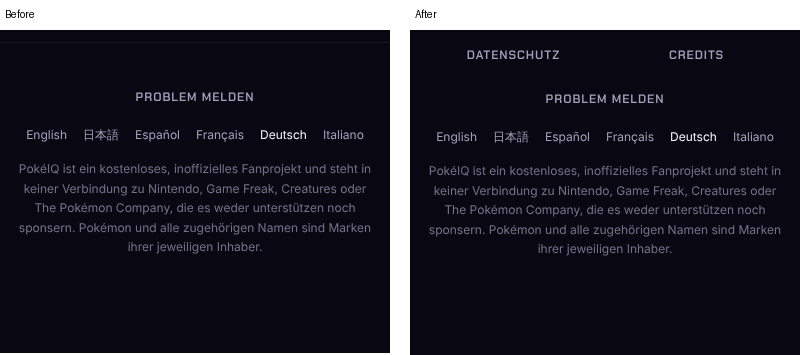 Before
PROBLEM MELDEN
English 日本語 Español Français Deutsch Italiano
PokéIQ ist ein kostenloses, inoffizielles Fanprojekt und steht in
keiner Verbindung zu Nintendo, Game Freak, Creatures oder
The Pokémon Company, die es weder unterstützen noch
sponsern. Pokémon und alle zugehörigen Namen sind Marken
ihrer jeweiligen Inhaber.
After
DATENSCHUTZ CREDITS
PROBLEM MELDEN
English 日本語 Español Français Deutsch Italiano
PokéIQ ist ein kostenloses, inoffizielles Fanprojekt und steht in
keiner Verbindung zu Nintendo, Game Freak, Creatures oder
The Pokémon Company, die es weder unterstützen noch
sponsern. Pokémon und alle zugehörigen Namen sind Marken
ihrer jeweiligen Inhaber.